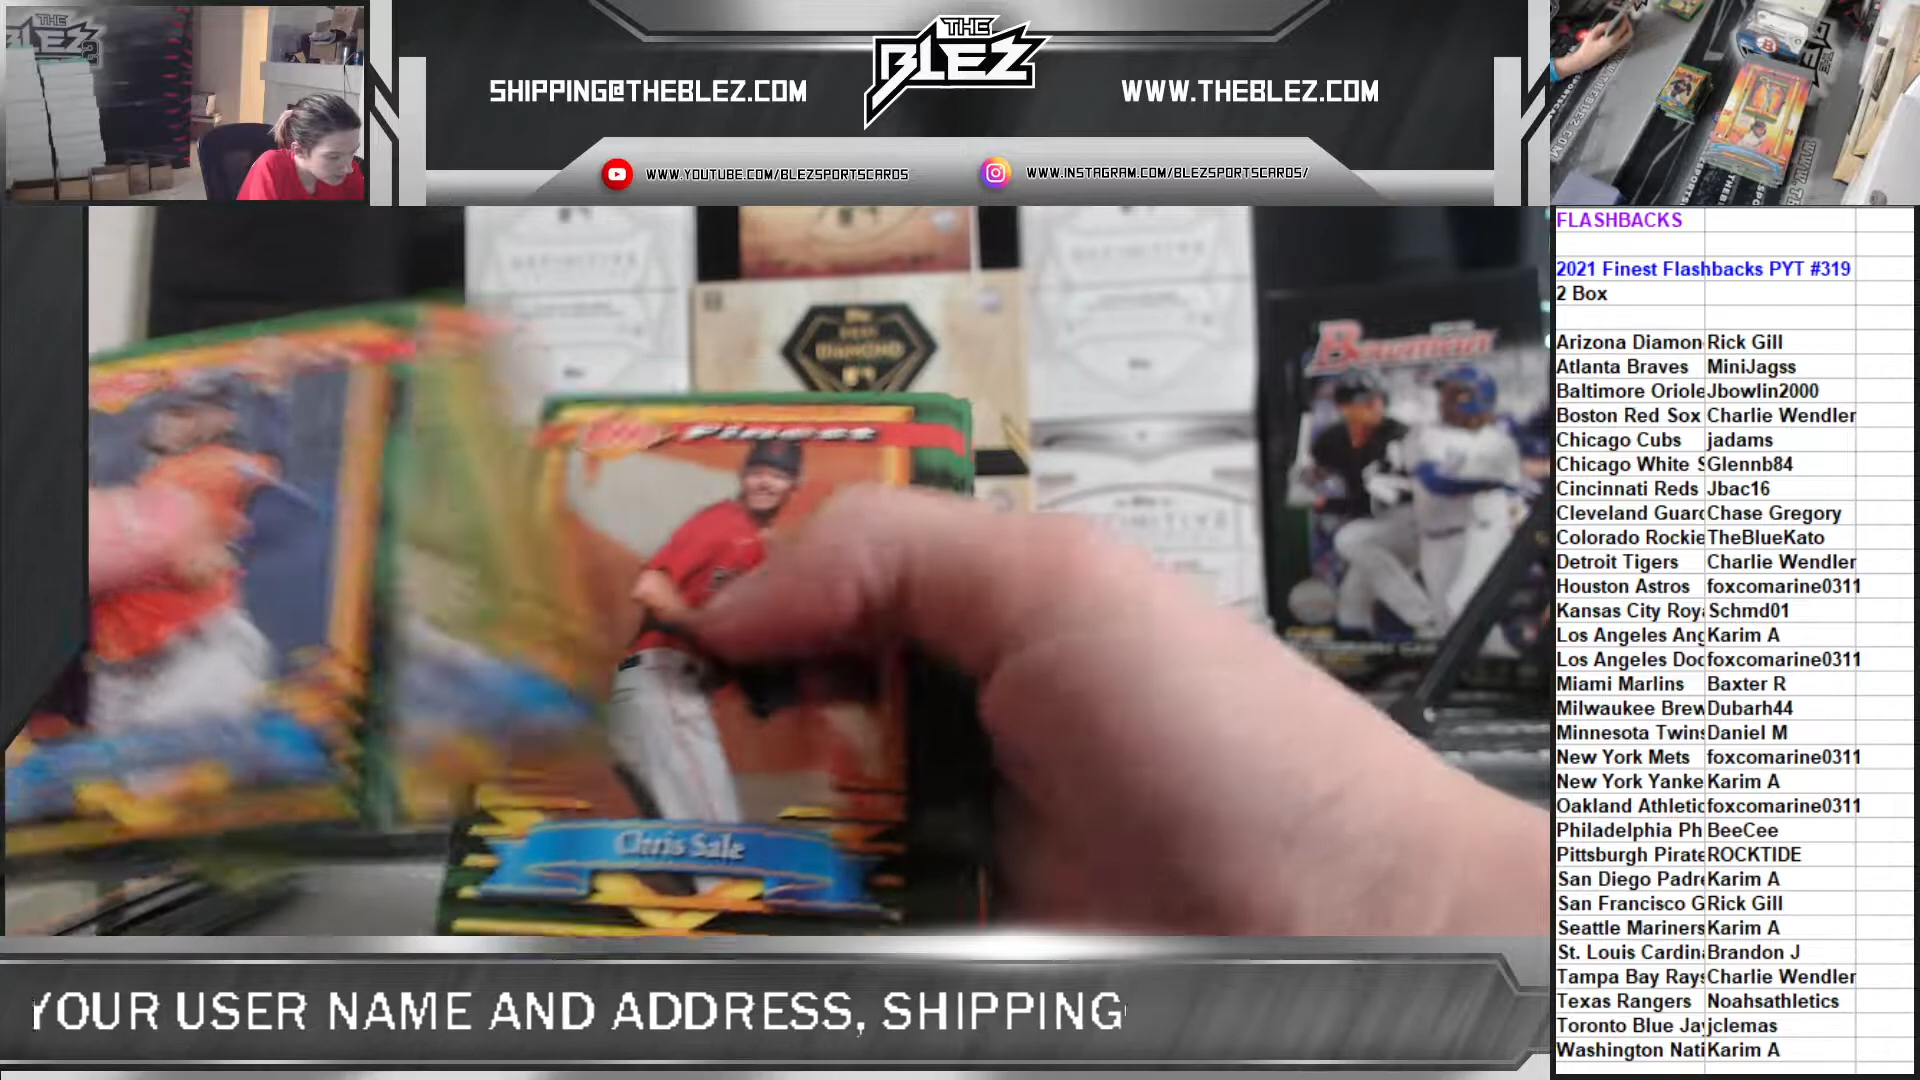 THE
BLEZ
SHIPPING@THEBLEZ.COM
WWW.THEBLEZ.COM
WWW.YOUTUBE.COM/BLEZSPORTSCARDS
WWW.INSTAGRAM.COM/BLEZSPORTSCARDS/
FLASHBACKS
2021 Finest Flashbacks PYT #319
2 Box
Arizona Diamon Rick Gill
Atlanta Braves MiniJagss
Baltimore Oriole Jbowlin2000
Boston Red Sox Charlie Wendler
Chicago Cubs jadams
Chicago White S Glennb84
Cincinnati Reds Jbac16
Cleveland Guard Chase Gregory
Colorado Rockie TheBlueKato
Detroit Tigers Charlie Wendler
Houston Astros foxcomarine0311
Kansas City Roya Schmd01
Los Angeles Ang Karim A
Los Angeles Dod foxcomarine0311
Miami Marlins Baxter R
Milwaukee Brew Dubarh44
Minnesota Twins Daniel M
New York Mets foxcomarine0311
New York Yanke Karim A
Oakland Athletic foxcomarine0311
Philadelphia Ph BeeCee
Pittsburgh Pirate ROCKTIDE
San Diego Padre Karim A
San Francisco G Rick Gill
Seattle Mariners Karim A
St. Louis Cardina Brandon J
Tampa Bay Rays Charlie Wendler
Texas Rangers Noahsathletics
Toronto Blue Jay jclemas
Washington Nati Karim A
DEFINITIVE
DIAMOND
Bowman
Finest
DEFINITIVE
Chris Sale
YOUR USER NAME AND ADDRESS, SHIPPING